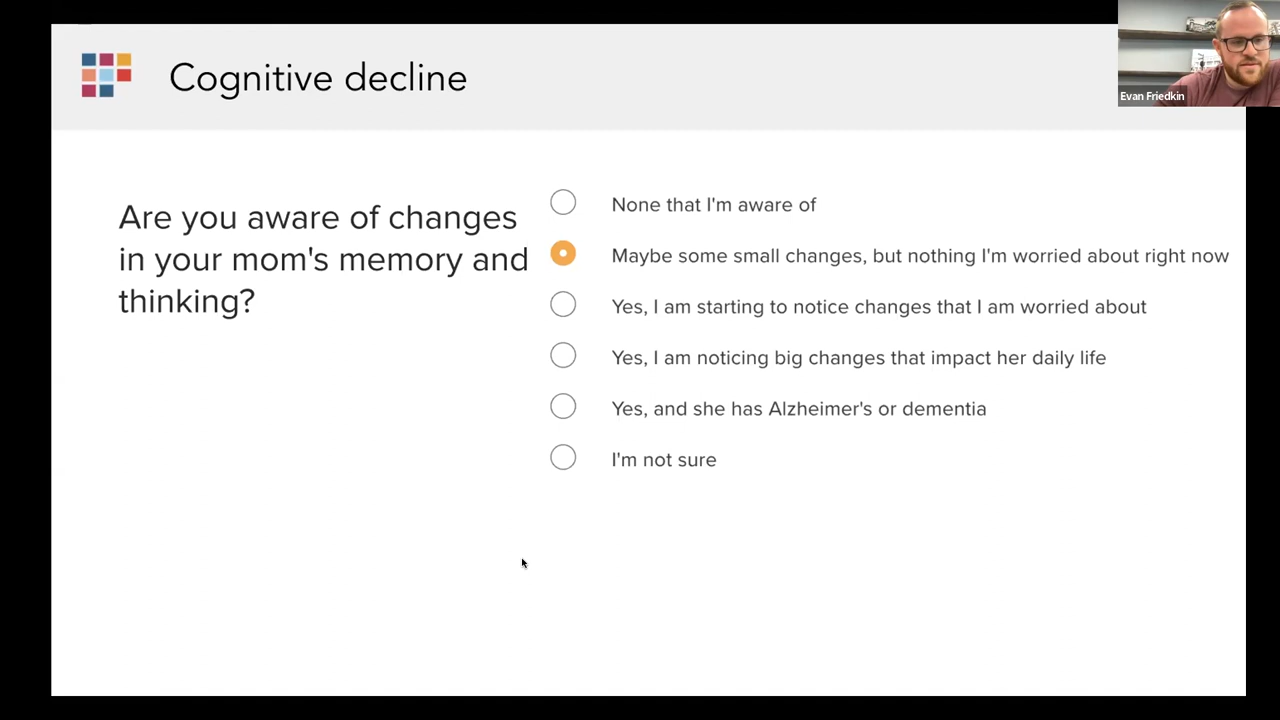 Cognitive decline
Evan Friedkin
Are you aware of changes
in your mom's memory and
thinking?
None that I'm aware of
Maybe some small changes, but nothing I'm worried about right now
Yes, I am starting to notice changes that I am worried about
Yes, I am noticing big changes that impact her daily life
Yes, and she has Alzheimer's or dementia
I'm not sure